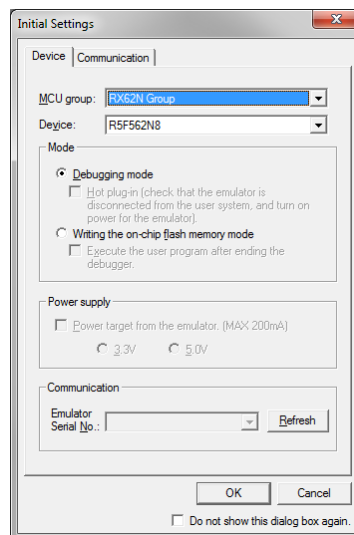 Initial Settings
Device
Communication
MCU group:
RX62N Group
Device:
R5F562N8
Mode
Debugging mode
Hot plug-in (check that the emulator is
disconnected from the user system, and turn on
power for the emulator).
Writing the on-chip flash memory mode
Execute the user program after ending the
debugger.
Power supply
Power target from the emulator. (MAX 200mA)
3.3V
5.0V
Communication
Emulator
Serial No.:
Refresh
OK
Cancel
Do not show this dialog box again.